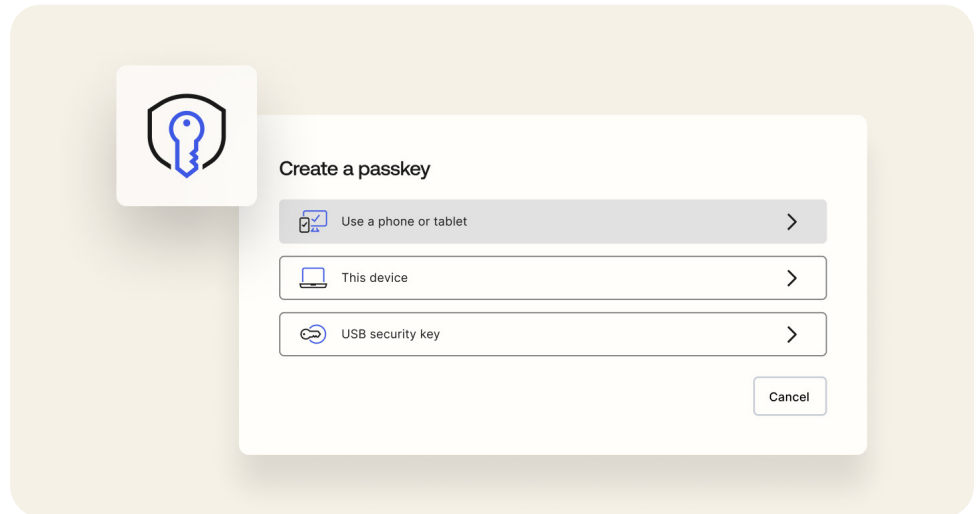 Create a passkey
Use a phone or tablet
This device
USB security key
Cancel